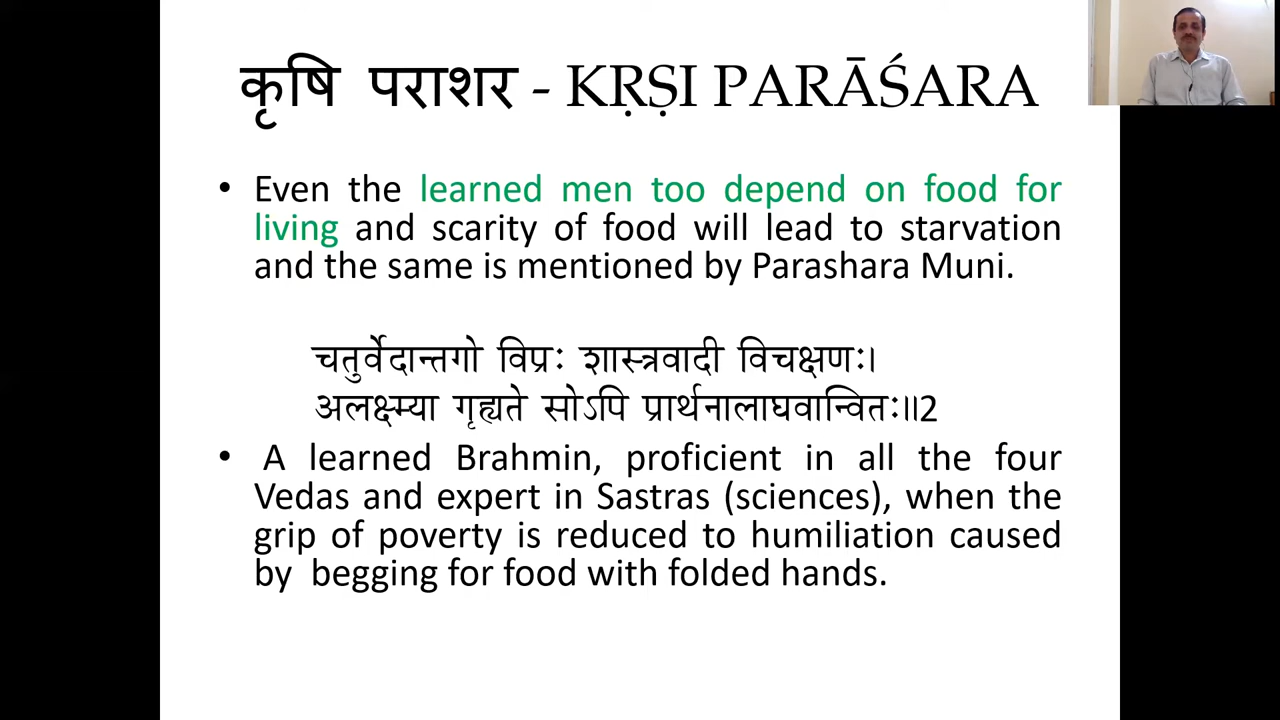 कृषि पराशर - KṚṢI PARĀŚARA
• Even the learned men too depend on food for
living and scarity of food will lead to starvation
and the same is mentioned by Parashara Muni.
चतुर्वेदान्तगो विप्रः शास्त्रवादी विचक्षणः।
अलक्ष्म्या गृह्यते सोऽपि प्रार्थनालाघवान्वितः॥2
• A learned Brahmin, proficient in all the four
Vedas and expert in Sastras (sciences), when the
grip of poverty is reduced to humiliation caused
by begging for food with folded hands.